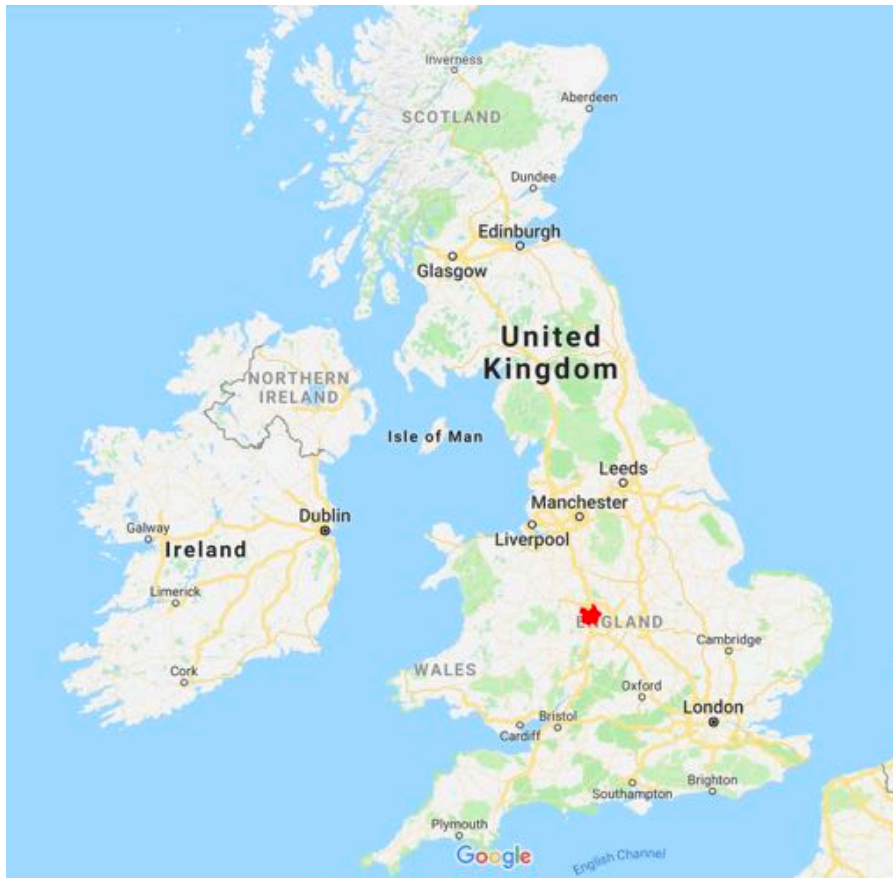 Inverness
Aberdeen
SCOTLAND
Dundee
Edinburgh
Glasgow
United
Kingdom
NORTHERN
IRELAND
Isle of Man
Leeds
Manchester
Liverpool
Dublin
Galway
Ireland
Limerick
ENGLAND
Cambridge
WALES
Cork
Oxford
London
Bristol
Cardiff
Brighton
Southampton
Plymouth
Google
English Channel